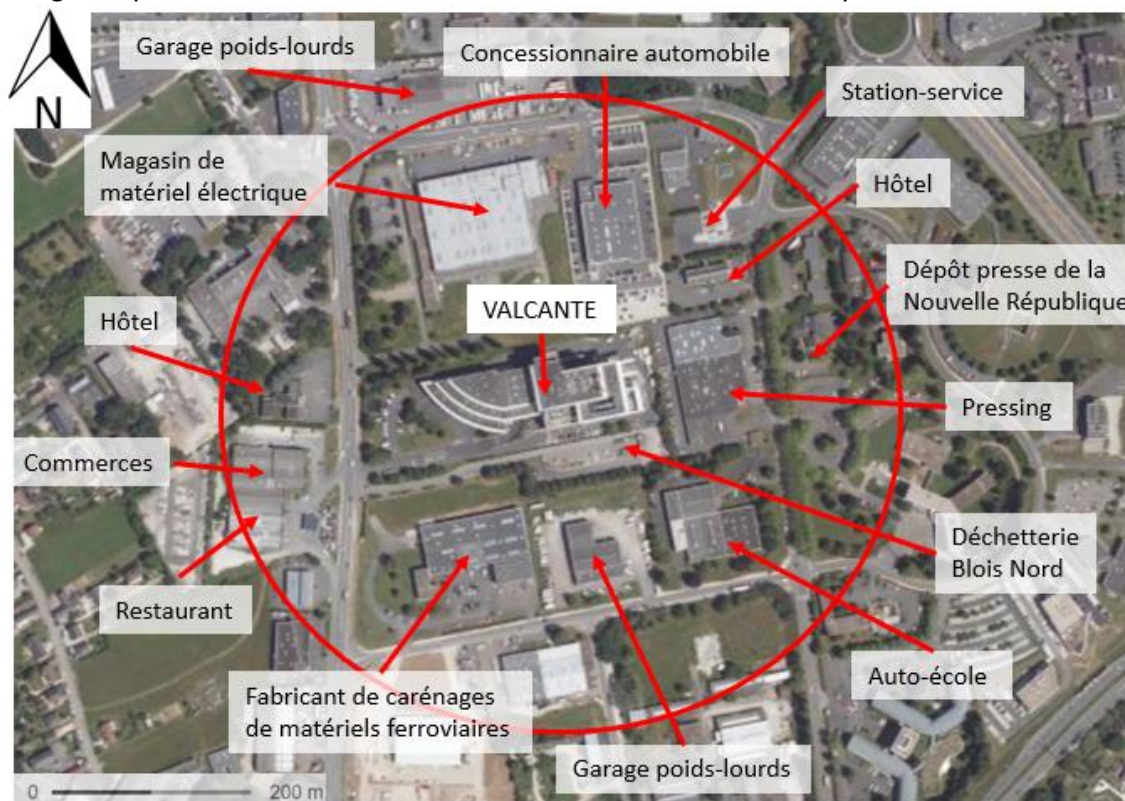 Garage poids-lourds
Concessionnaire automobile
Station-service
N
Magasin de
matériel électrique
Hôtel
Dépôt presse de la
Nouvelle République
VALCANTE
Hôtel
Pressing
Commerces
Déchetterie
Blois Nord
Restaurant
Auto-école
Fabricant de carénages
de matériels ferroviaires
Garage poids-lourds
0 200 m